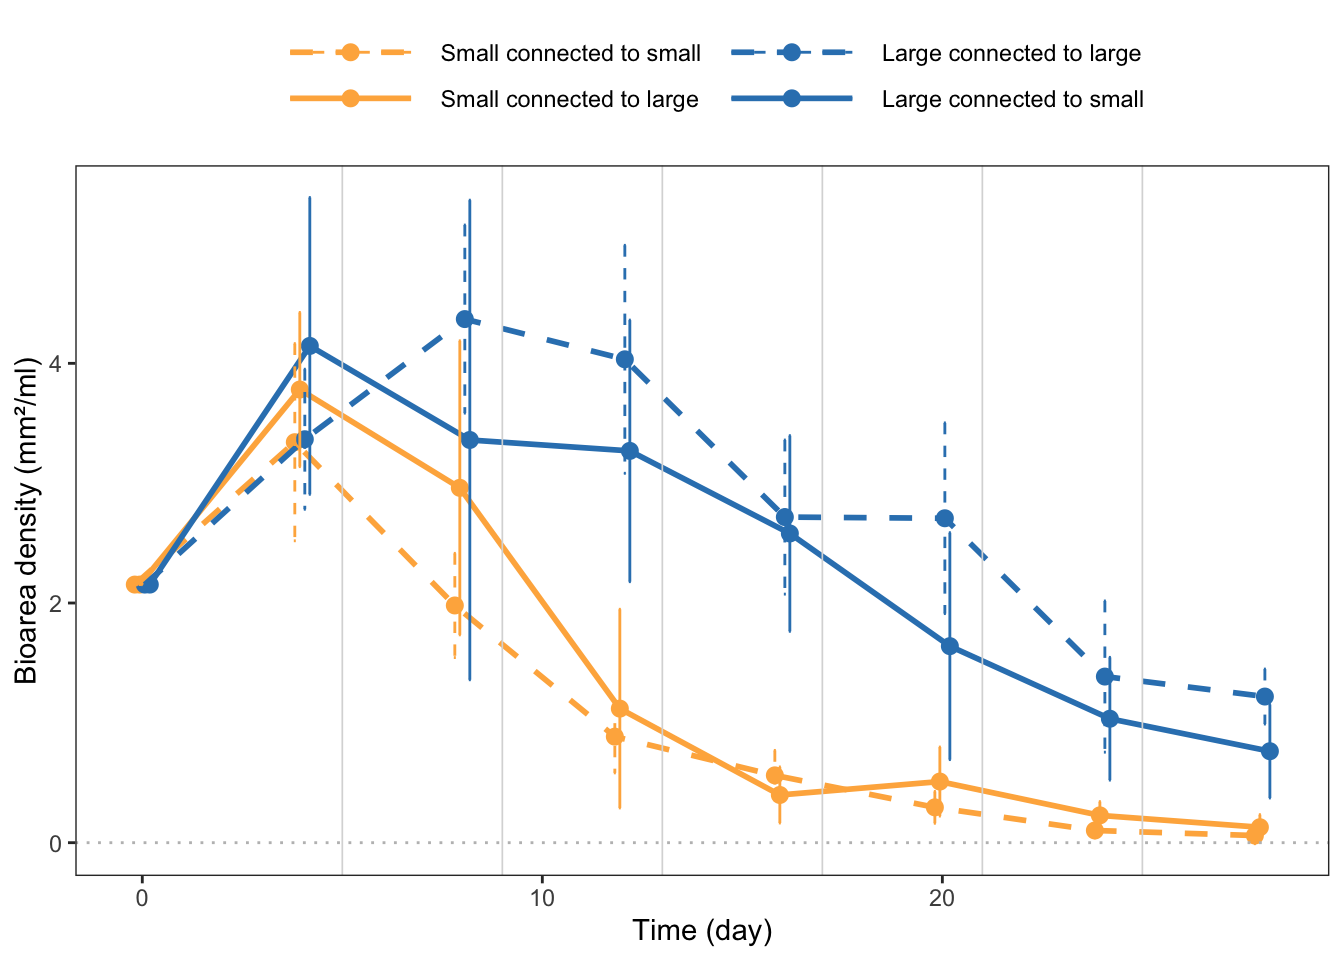 Small connected to small
Large connected to large
Small connected to large
Large connected to small
Bioarea density (mm²/ml)
4
2
0
0
10
20
Time (day)